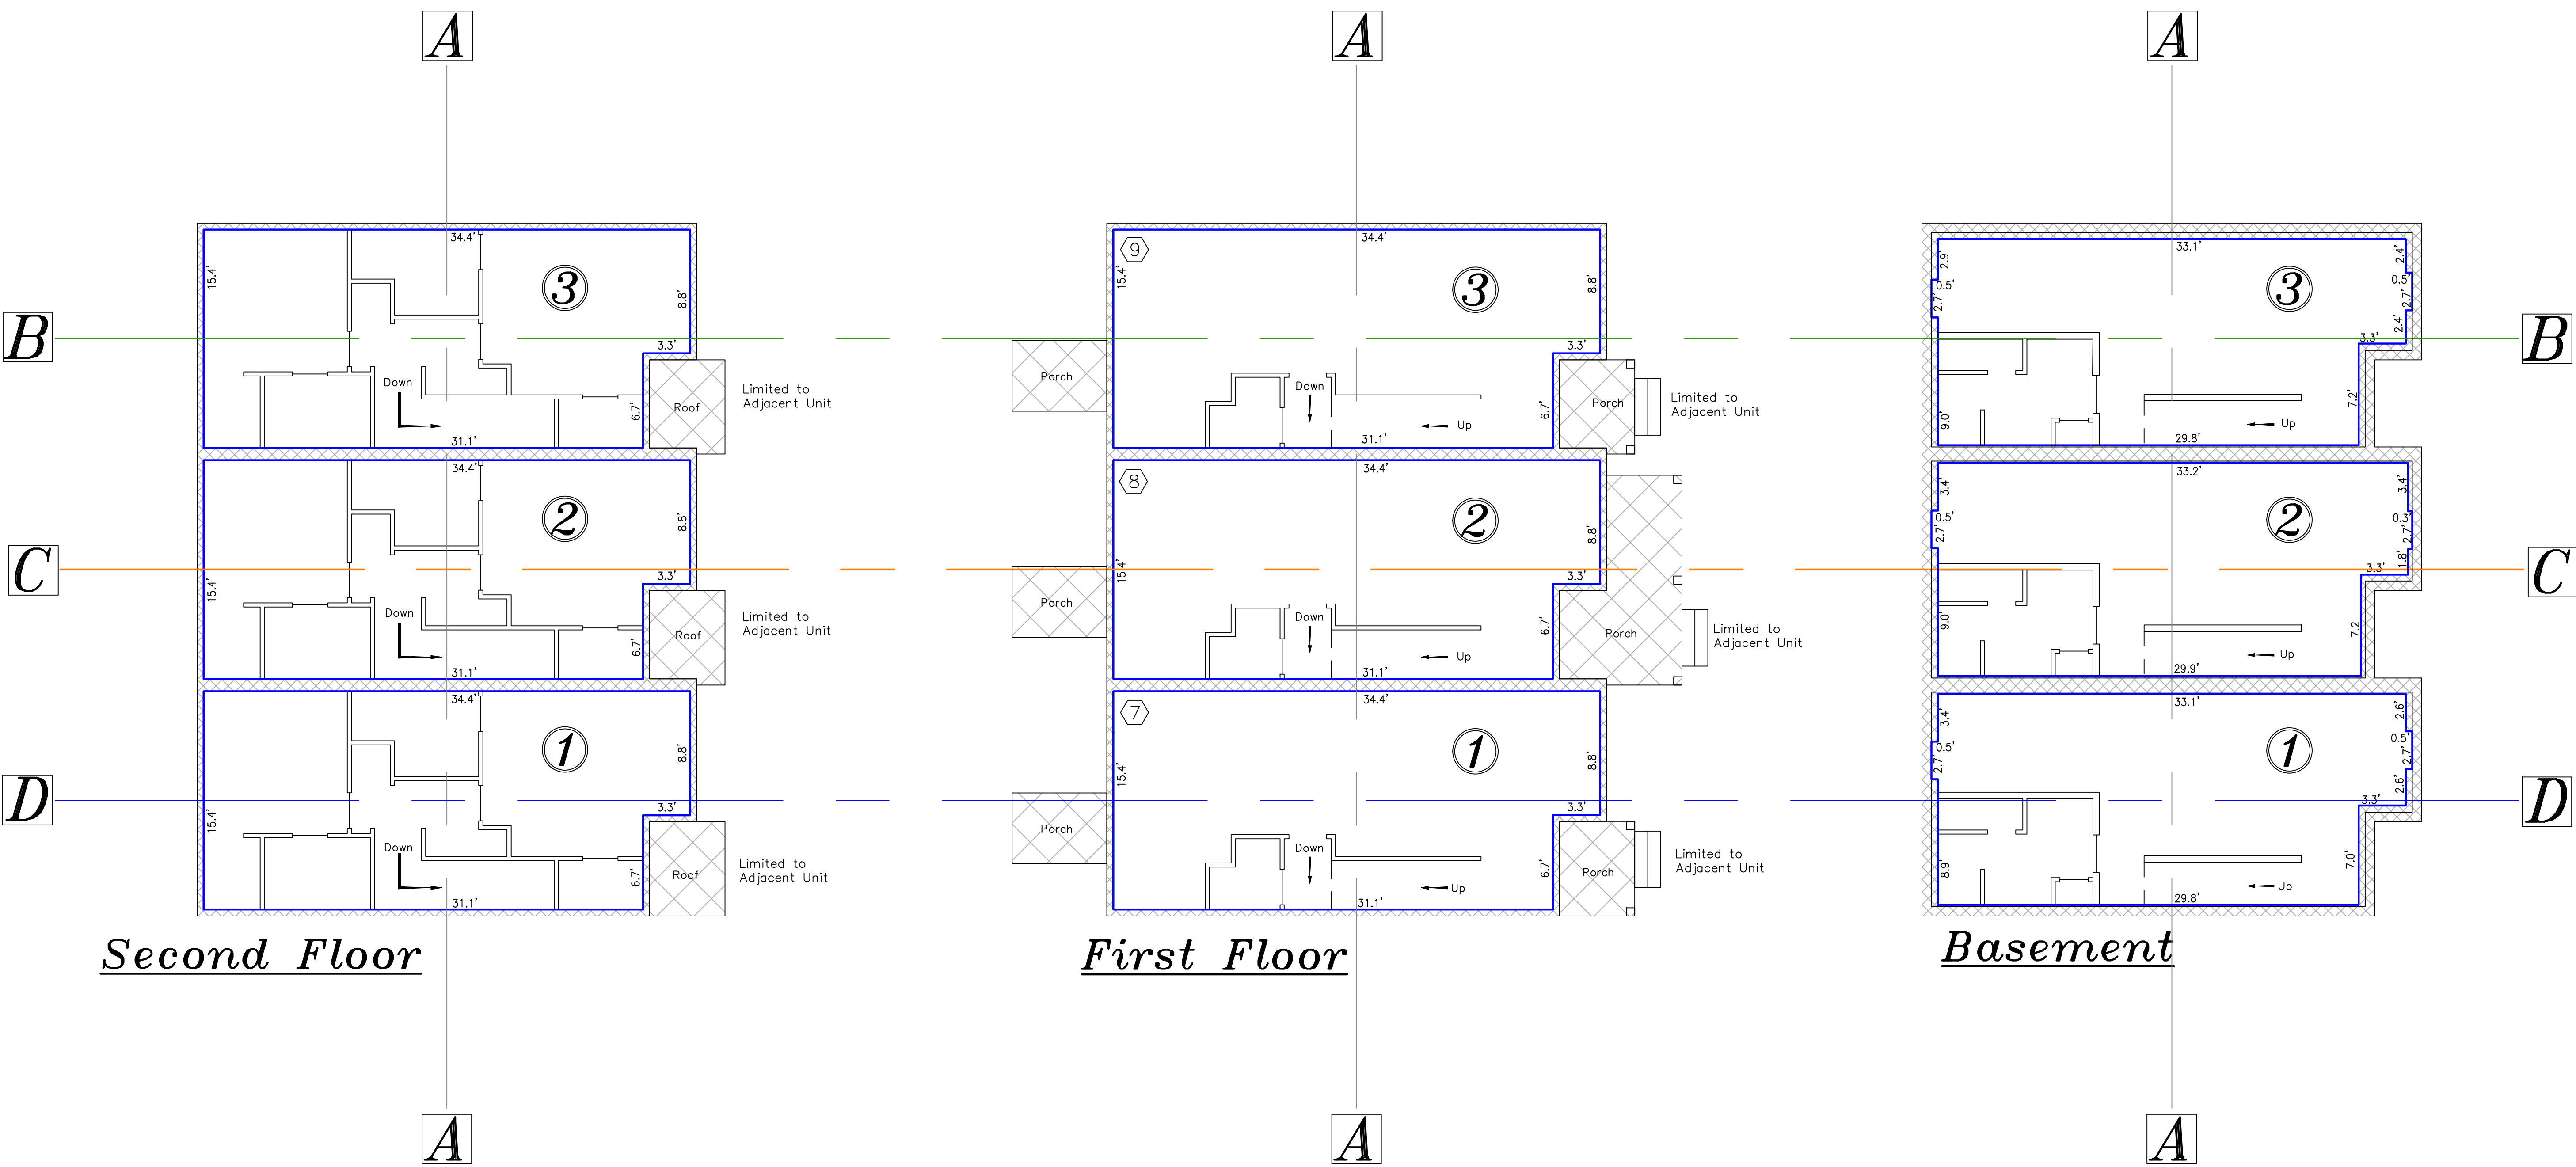 A
A
A
34.4'
15.4'
3
8.8'
3.3'
Down
Roof
6.7'
31.1'
Limited to
Adjacent Unit
34.4'
2
8.8'
3.3'
15.4'
Down
Roof
6.7'
31.1'
Limited to
Adjacent Unit
34.4'
1
8.8'
3.3'
15.4'
Down
Roof
6.7'
31.1'
Limited to
Adjacent Unit
Second Floor
9
34.4'
15.4'
3
8.8'
3.3'
Porch
Down
Up
Porch
6.7'
31.1'
Limited to
Adjacent Unit
8
34.4'
2
8.8'
15.4'
3.3'
Porch
Down
Up
Porch
6.7'
31.1'
Limited to
Adjacent Unit
7
34.4'
1
15.4'
8.8'
3.3'
Porch
Down
Up
Porch
6.7'
31.1'
Limited to
Adjacent Unit
First Floor
33.1'
2.9'
0.5'
2.7'
3
2.4'
0.5'
2.7'
2.4'
3.3'
9.0'
7.2'
Up
29.8'
33.2'
3.4'
0.5'
2.7'
2
3.4'
0.3'
2.7'
1.8'
3.3'
9.0'
7.2
Up
29.9'
33.1'
3.4'
0.5'
2.7'
1
2.6'
0.5'
2.7'
2.6'
3.3'
8.9'
7.0'
Up
29.8'
Basement
B
B
C
C
D
D
A
A
A